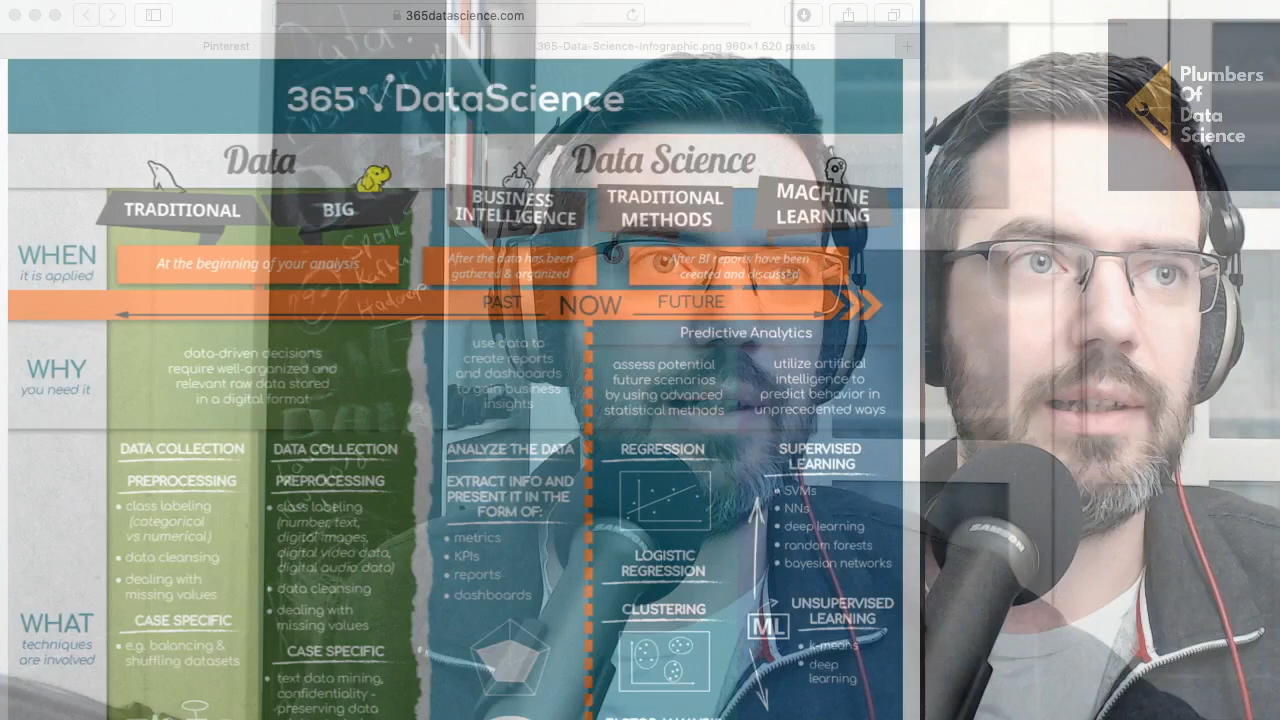 365datascience.com
Pinterest
365-Data-Science-Infographic.png 960×1.620 pixels
365 DataScience
Plumbers
Of
Data
Science
Data
Data Science
TRADITIONAL
BIG
BUSINESS
INTELLIGENCE
TRADITIONAL
METHODS
MACHINE
LEARNING
WHEN
it is applied
At the beginning of your analysis
After the data has been
gathered & organized
After BI reports have been
created and discussed
PAST
NOW
FUTURE
Predictive Analytics
WHY
you need it
data-driven decisions
require well-organized and
relevant raw data stored
in a digital format
use data to
create reports
and dashboards
to gain business
insights
assess potential
future scenarios
by using advanced
statistical methods
utilize artificial
intelligence to
predict behavior in
unprecedented ways
WHAT
techniques
are involved
DATA COLLECTION
PREPROCESSING
• class labeling
(categorical
vs numerical)
• data cleansing
• dealing with
missing values
CASE SPECIFIC
• e.g. balancing &
shuffling datasets
DATA COLLECTION
PREPROCESSING
• class labeling
(number, text,
digital images,
digital video data,
digital audio data)
• data cleansing
• dealing with
missing values
CASE SPECIFIC
• text data mining,
confidentiality -
preserving data
ANALYZE THE DATA
EXTRACT INFO AND
PRESENT IT IN THE
FORM OF:
• metrics
• KPIs
• reports
• dashboards
REGRESSION
LOGISTIC
REGRESSION
CLUSTERING
FACTOR ANALYSIS
SUPERVISED
LEARNING
• SVMs
• NNs
• deep learning
• random forests
• bayesian networks
ML
UNSUPERVISED
LEARNING
• k-means
• deep
learning
Spark
Kafka
Hadoop
SAMSON